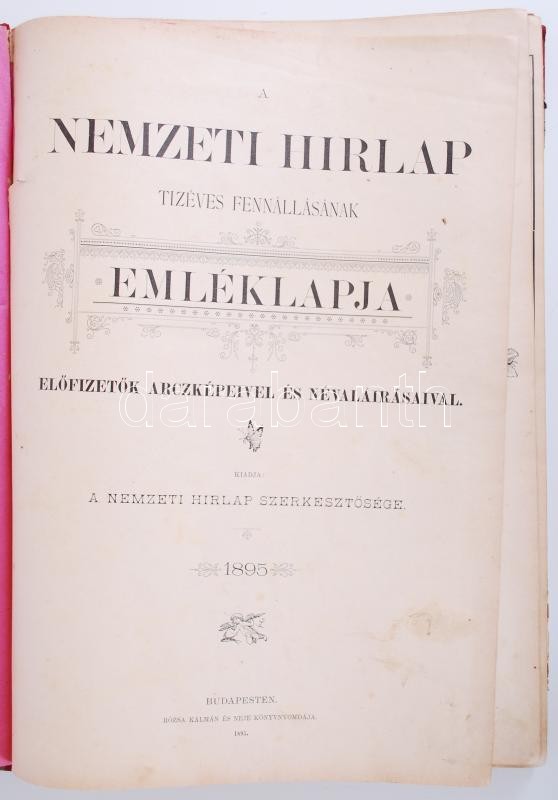 A
NEMZETI HIRLAP
TIZÉVES FENNÁLLÁSÁNAK
EMLÉKLAPJA
ELŐFIZETŐK ARCZKÉPEIVEL ÉS NÉVALÁIRÁSAIVAL.
darabanth
KIADJA:
A NEMZETI HIRLAP SZERKESZTŐSÉGE.
1895
BUDAPESTEN.
RÓZSA KÁLMÁN ÉS NEJE KÖNYVNYOMDÁJA.
1895.